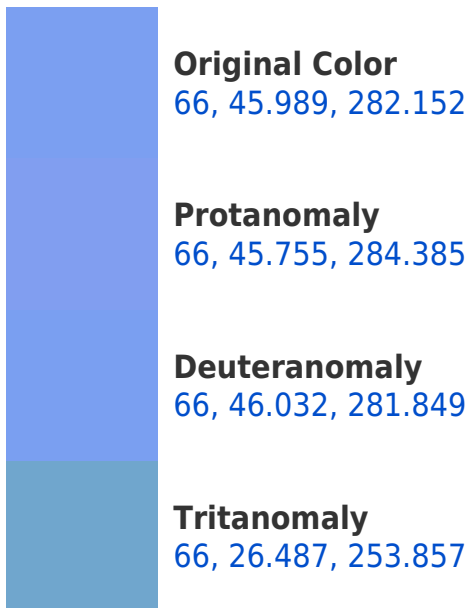 Original Color
66, 45.989, 282.152
Protanomaly
66, 45.755, 284.385
Deuteranomaly
66, 46.032, 281.849
Tritanomaly
66, 26.487, 253.857